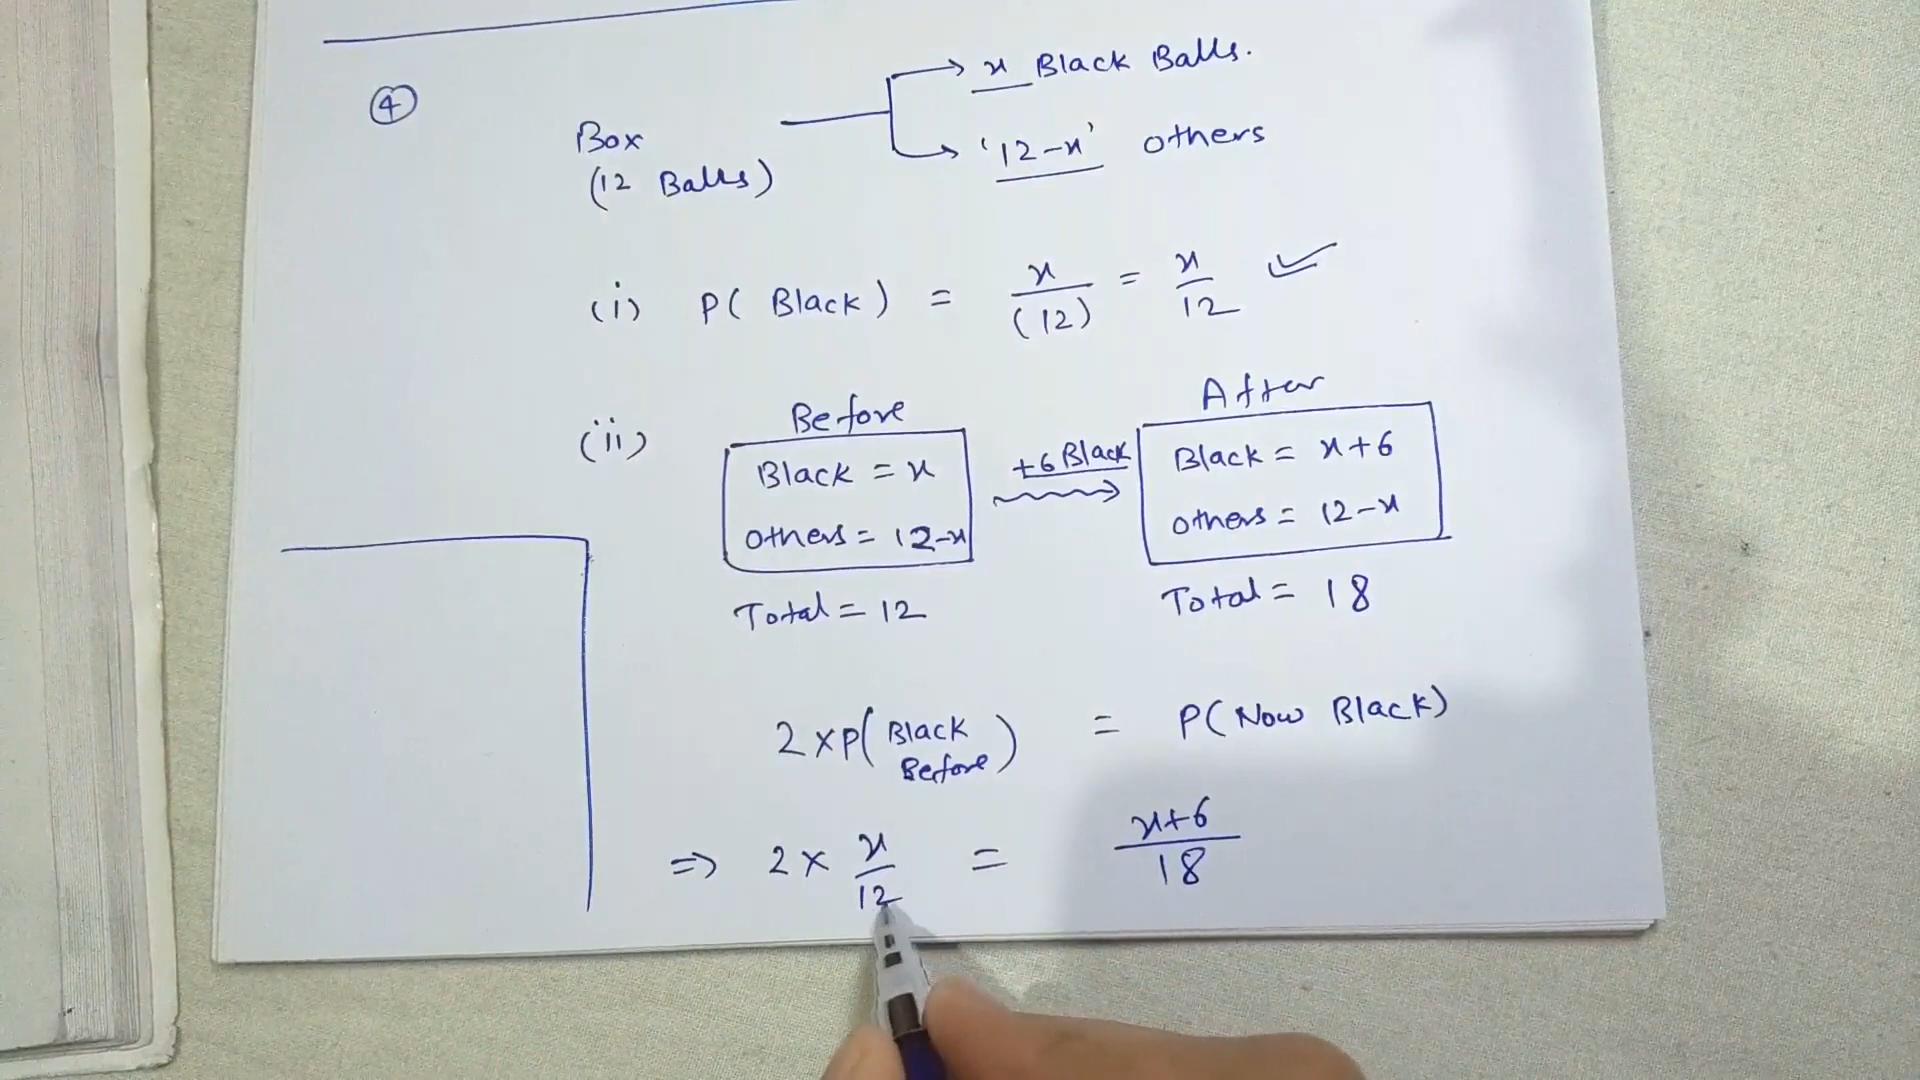 ④
x Black Balls.
Box
(12 Balls)
'12-x' others
(i) P( Black ) = x/(12) = x/12 ✓
(ii) Before
After
Black = x
+6 Black
Black = x+6
others = 12-x
others = 12-x
Total = 12
Total = 18
2 x P( Black Before ) = P( Now Black )
=> 2 x x/12 = x+6/18